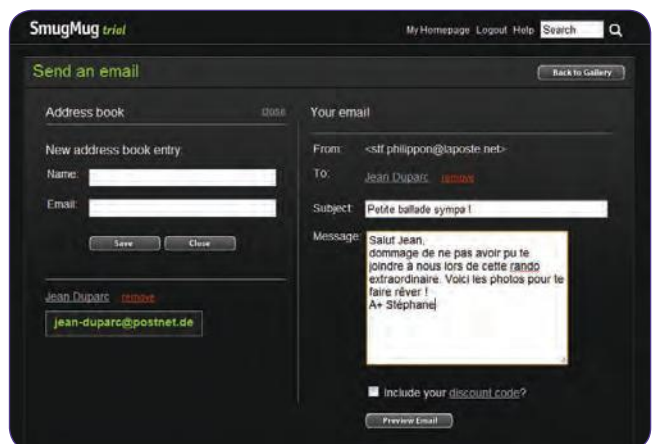 SmugMug trial
My Homepage Logout Help Search
Send an email
Back to Gallery
Address book
close
New address book entry
Name:
Email:
Save Close
Jean Duparc remove
jean-duparc@postnet.de
Your email
From: <stf.philippon@laposte.net>
To: Jean Duparc remove
Subject: Petite ballade sympa !
Message: Salut Jean,
dommage de ne pas avoir pu te
joindre à nous lors de cette rando
extraordinaire. Voici les photos pour te
faire rêver !
A+ Stéphane
Include your discount code?
Preview Email